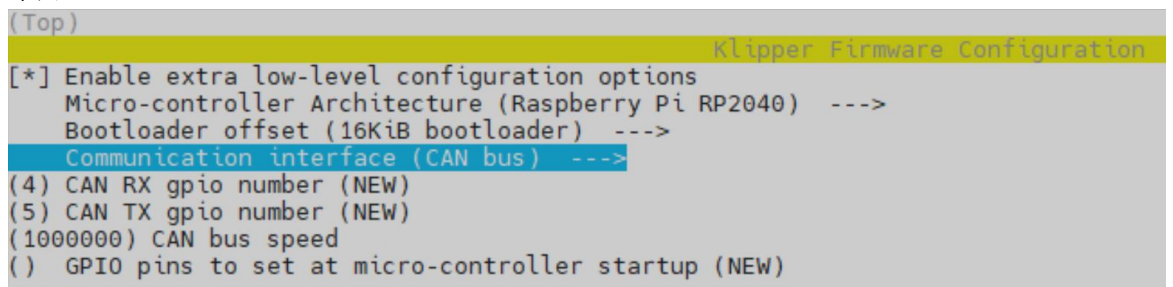 (Top)
Klipper Firmware Configuration
[*] Enable extra low-level configuration options
Micro-controller Architecture (Raspberry Pi RP2040) --->
Bootloader offset (16KiB bootloader) --->
Communication interface (CAN bus) --->
(4) CAN RX gpio number (NEW)
(5) CAN TX gpio number (NEW)
(1000000) CAN bus speed
() GPIO pins to set at micro-controller startup (NEW)